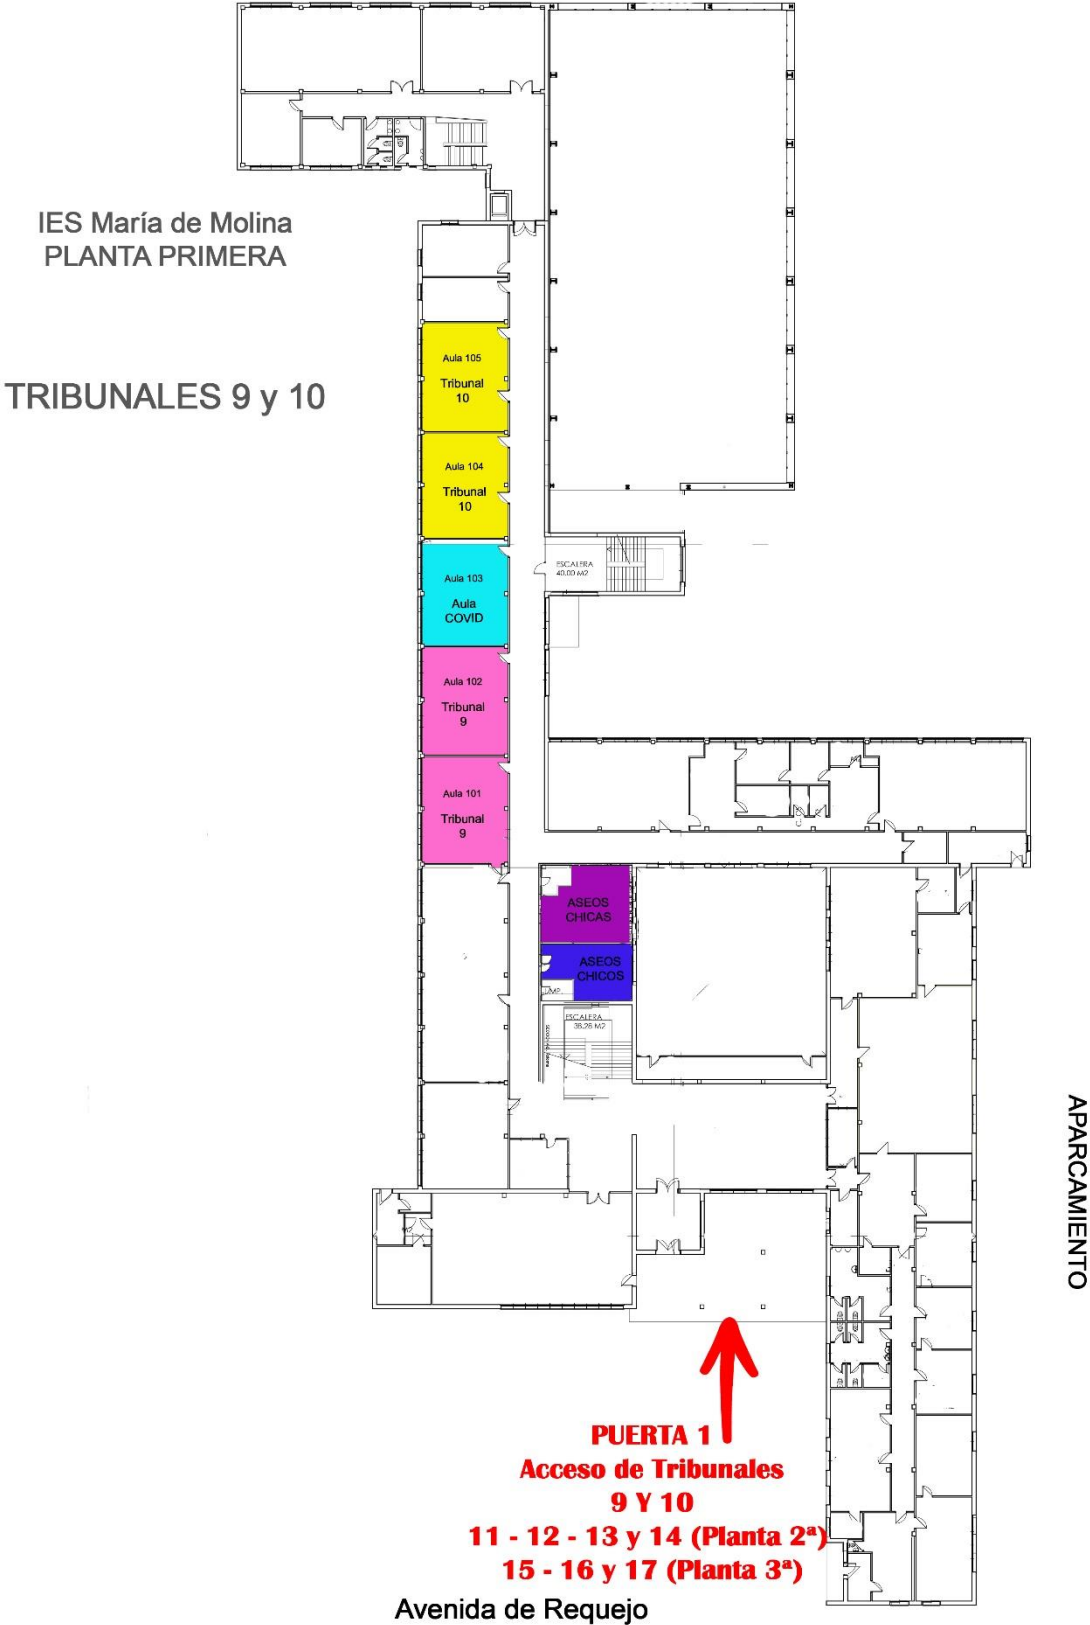 IES María de Molina
PLANTA PRIMERA
TRIBUNALES 9 y 10
Aula 105
Tribunal
10
Aula 104
Tribunal
10
ESCALERA
40.00 M2
Aula 103
Aula
COVID
Aula 102
Tribunal
9
Aula 101
Tribunal
9
ASEOS
CHICAS
ASEOS
CHICOS
ESCALERA
38.28 M2
APARCAMIENTO
PUERTA 1
Acceso de Tribunales
9 Y 10
11 - 12 - 13 y 14 (Planta 2ª)
15 - 16 y 17 (Planta 3ª)
Avenida de Requejo